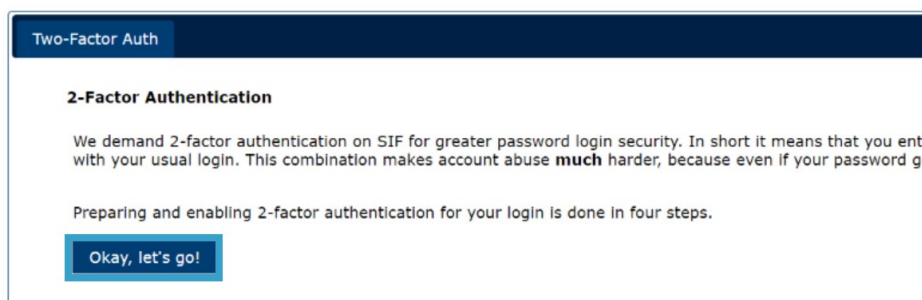 Two-Factor Auth
2-Factor Authentication
We demand 2-factor authentication on SIF for greater password login security. In short it means that you
with your usual login. This combination makes account abuse much harder, because even if your password
Preparing and enabling 2-factor authentication for your login is done in four steps.
Okay, let's go!